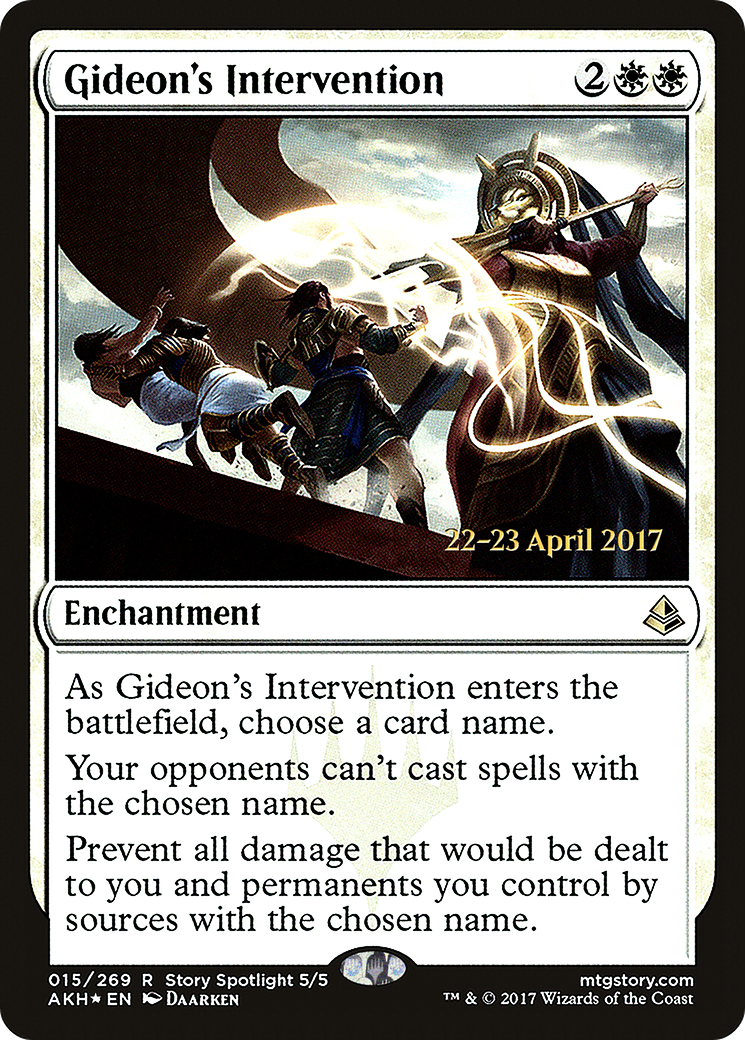 Gideon's Intervention 2
22–23 April 2017
Enchantment
As Gideon's Intervention enters the
battlefield, choose a card name.
Your opponents can't cast spells with
the chosen name.
Prevent all damage that would be dealt
to you and permanents you control by
sources with the chosen name.
015/269 R Story Spotlight 5/5 mtgstory.com
AKH★EN Daarken ™ & © 2017 Wizards of the Coast